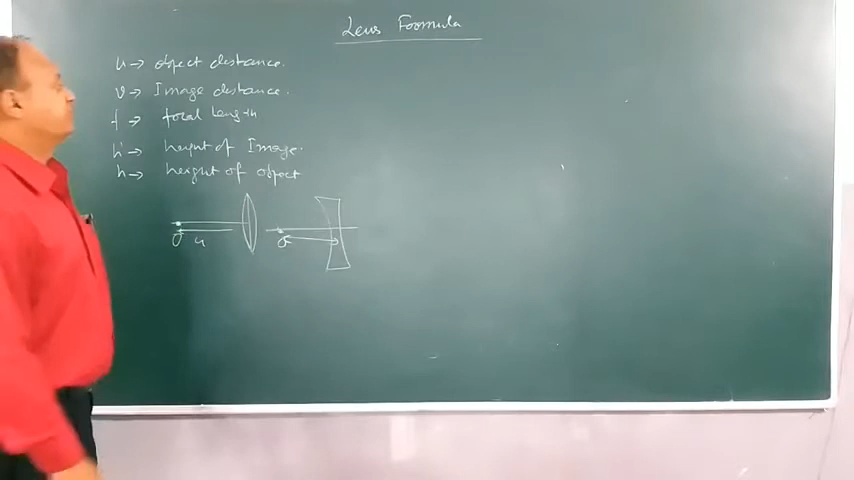 Lens Formula
u → object distance.
v → Image distance.
f → focal length
h' → height of Image.
h → height of object
O u
O